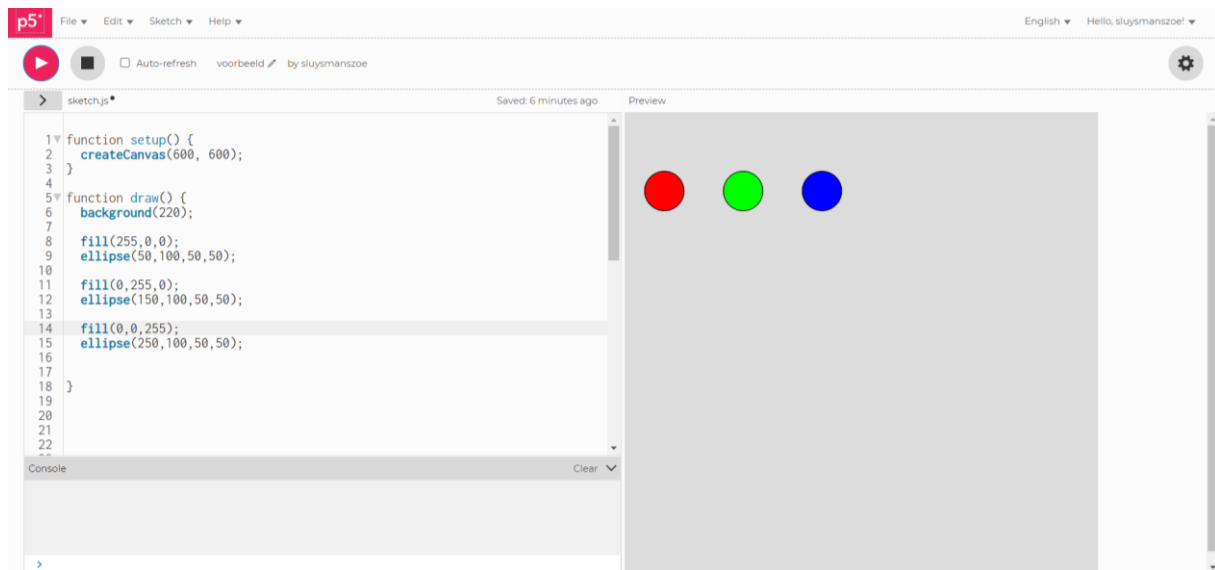 p5* File Edit Sketch Help English Hello, sluysmanszoe!
Auto-refresh voorbeeld by sluysmanszoe
> sketch.js• Saved: 6 minutes ago Preview
1 function setup() {
2 createCanvas(600, 600);
3 }
4
5 function draw() {
6 background(220);
7
8 fill(255,0,0);
9 ellipse(50,100,50,50);
10
11 fill(0,255,0);
12 ellipse(150,100,50,50);
13
14 fill(0,0,255);
15 ellipse(250,100,50,50);
16
17
18 }
19
20
21
22
Console Clear
>